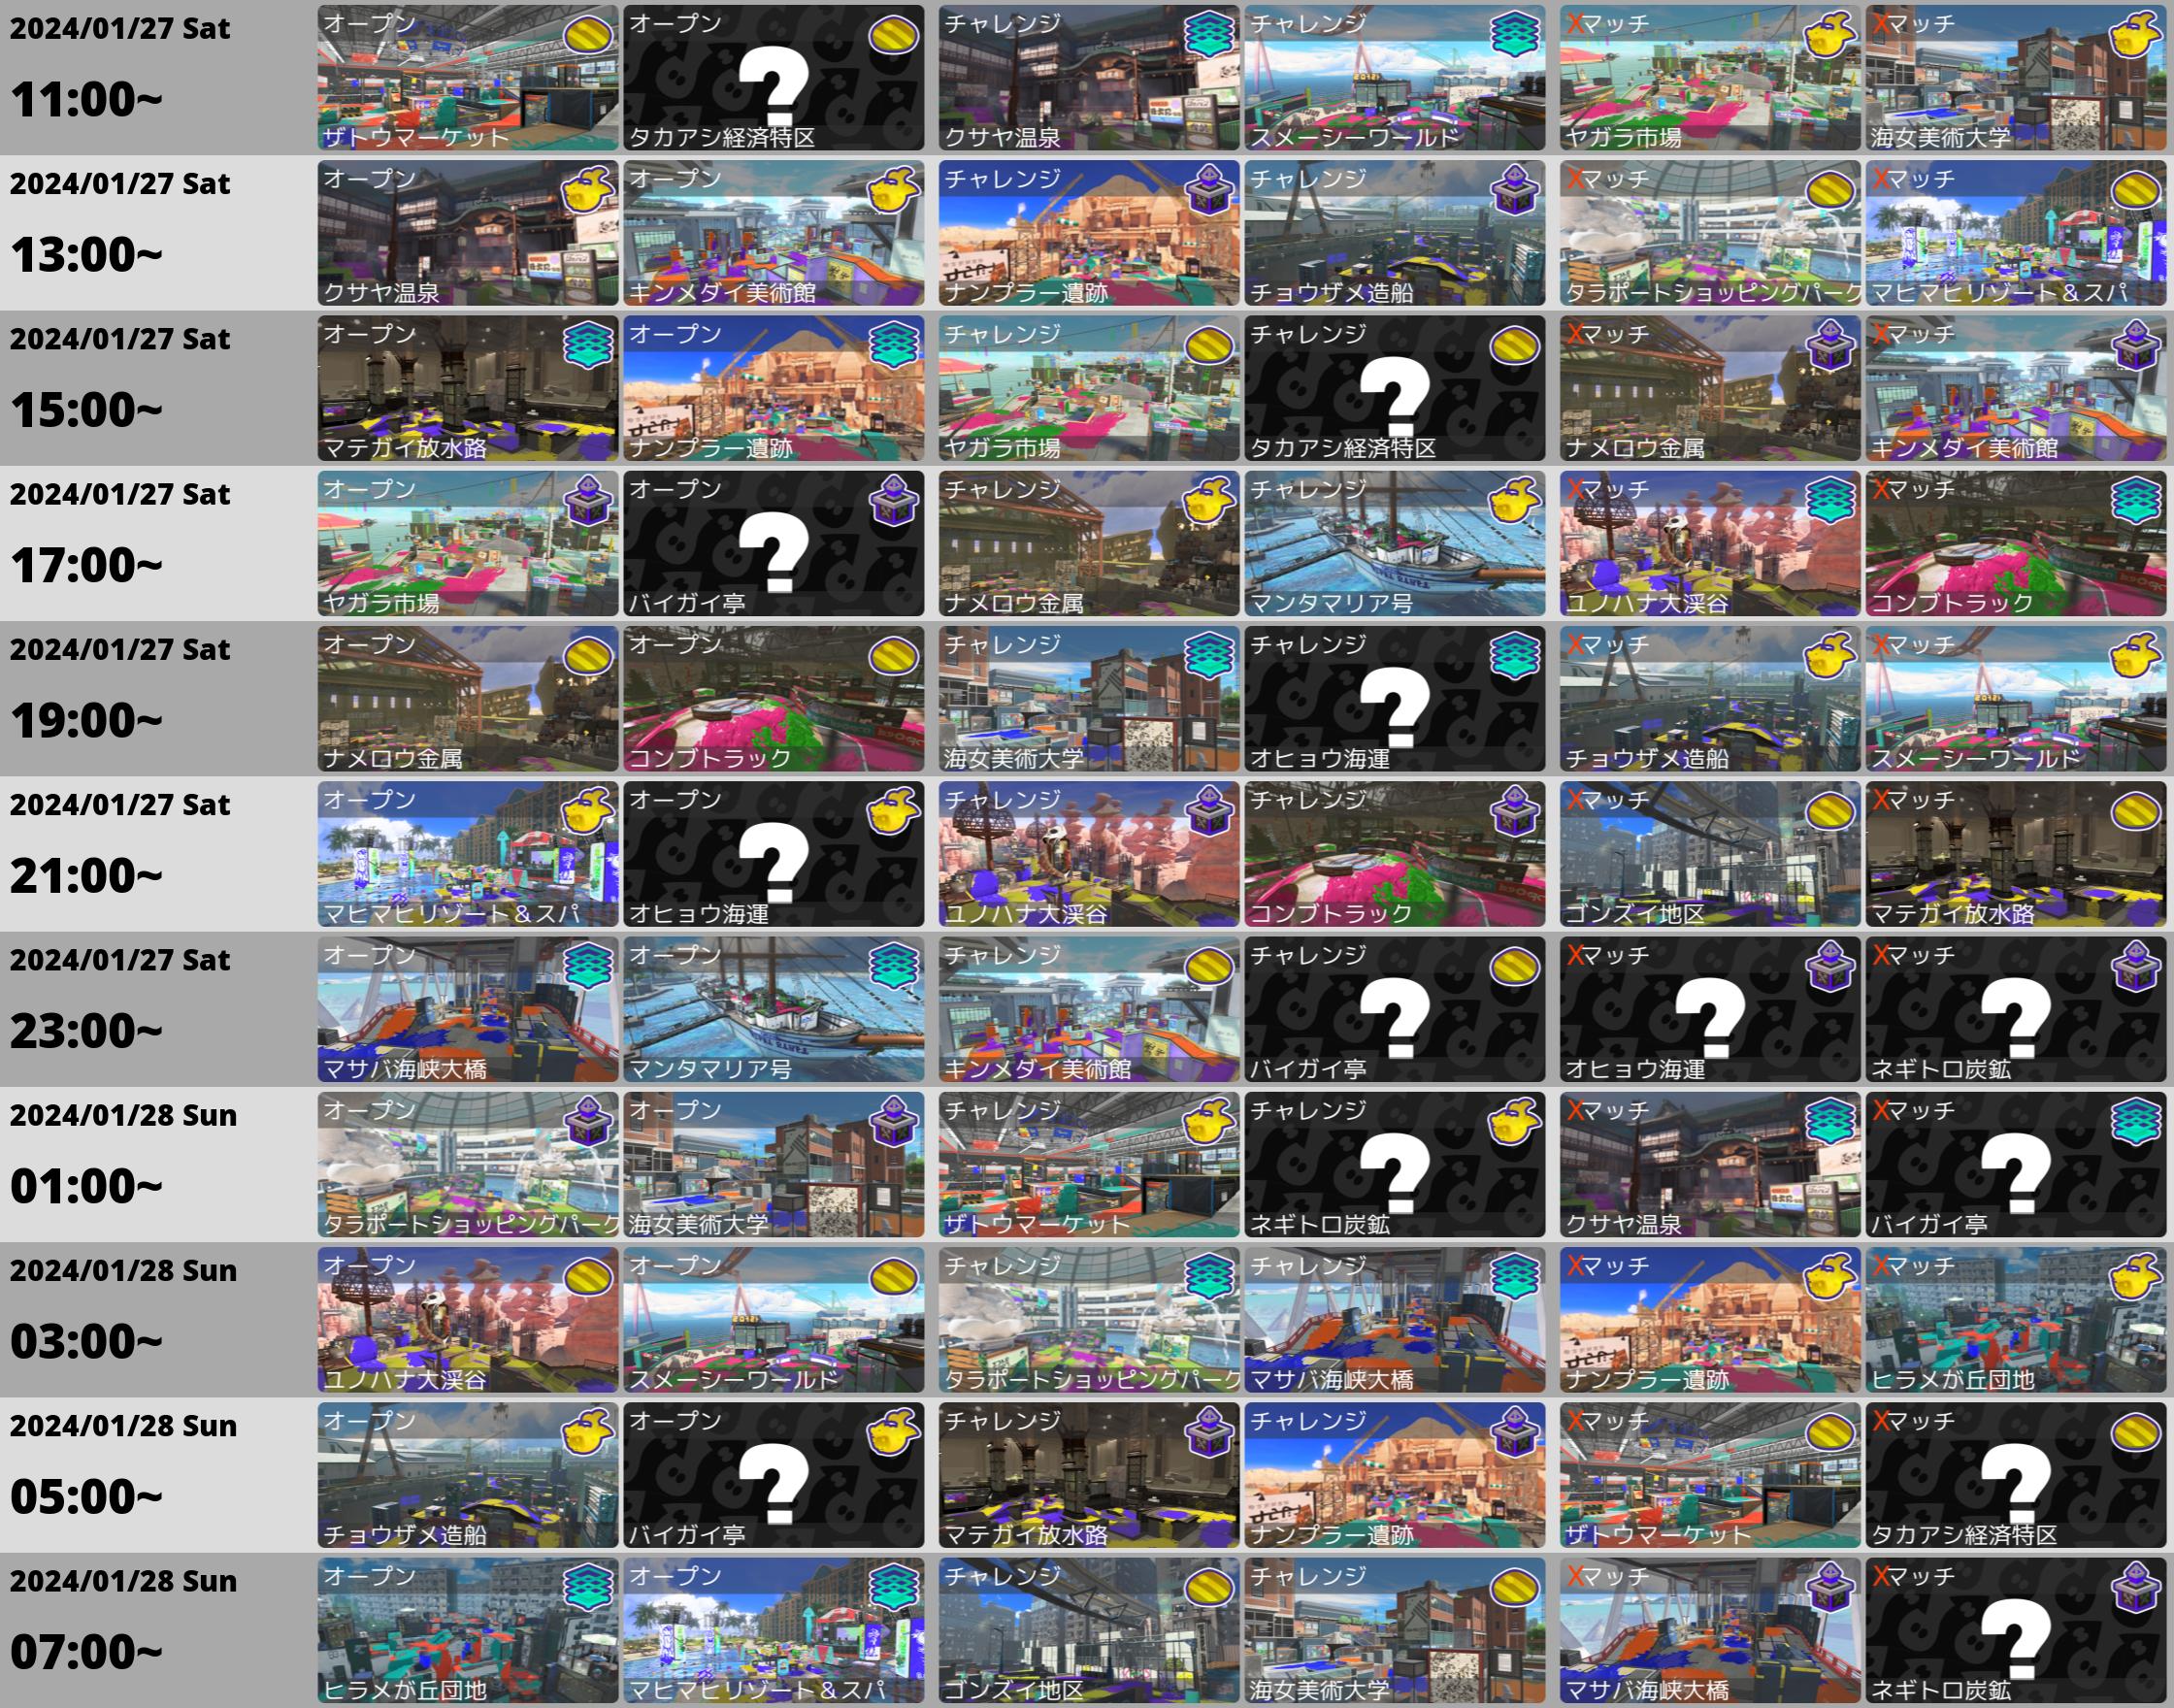 2024/01/27 Sat
11:00~
オープン
ザトウマーケット
オープン
?
タカアシ経済特区
チャレンジ
クサヤ温泉
チャレンジ
スメーシーワールド
Xマッチ
ヤガラ市場
Xマッチ
海女美術大学
2024/01/27 Sat
13:00~
オープン
クサヤ温泉
オープン
キンメダイ美術館
チャレンジ
ナンプラー遺跡
チャレンジ
チョウザメ造船
Xマッチ
タラポートショッピングパーク
Xマッチ
マヒマヒリゾート＆スパ
2024/01/27 Sat
15:00~
オープン
マテガイ放水路
オープン
ナンプラー遺跡
チャレンジ
ヤガラ市場
チャレンジ
?
タカアシ経済特区
Xマッチ
ナメロウ金属
Xマッチ
キンメダイ美術館
2024/01/27 Sat
17:00~
オープン
ヤガラ市場
オープン
?
バイガイ亭
チャレンジ
ナメロウ金属
チャレンジ
マンタマリア号
Xマッチ
ユノハナ大渓谷
Xマッチ
コンブトラック
2024/01/27 Sat
19:00~
オープン
ナメロウ金属
オープン
コンブトラック
チャレンジ
海女美術大学
チャレンジ
?
オヒョウ海運
Xマッチ
チョウザメ造船
Xマッチ
スメーシーワールド
2024/01/27 Sat
21:00~
オープン
マヒマヒリゾート＆スパ
オープン
?
オヒョウ海運
チャレンジ
ユノハナ大渓谷
チャレンジ
コンブトラック
Xマッチ
ゴンズイ地区
Xマッチ
マテガイ放水路
2024/01/27 Sat
23:00~
オープン
マサバ海峡大橋
オープン
マンタマリア号
チャレンジ
キンメダイ美術館
チャレンジ
?
バイガイ亭
Xマッチ
?
オヒョウ海運
Xマッチ
?
ネギトロ炭鉱
2024/01/28 Sun
01:00~
オープン
タラポートショッピングパーク
オープン
海女美術大学
チャレンジ
ザトウマーケット
チャレンジ
?
ネギトロ炭鉱
Xマッチ
クサヤ温泉
Xマッチ
?
バイガイ亭
2024/01/28 Sun
03:00~
オープン
ユノハナ大渓谷
オープン
スメーシーワールド
チャレンジ
タラポートショッピングパーク
チャレンジ
マサバ海峡大橋
Xマッチ
ナンプラー遺跡
Xマッチ
ヒラメが丘団地
2024/01/28 Sun
05:00~
オープン
チョウザメ造船
オープン
?
バイガイ亭
チャレンジ
マテガイ放水路
チャレンジ
ナンプラー遺跡
Xマッチ
ザトウマーケット
Xマッチ
?
タカアシ経済特区
2024/01/28 Sun
07:00~
オープン
ヒラメが丘団地
オープン
マヒマヒリゾート＆スパ
チャレンジ
ゴンズイ地区
チャレンジ
海女美術大学
Xマッチ
マサバ海峡大橋
Xマッチ
?
ネギトロ炭鉱